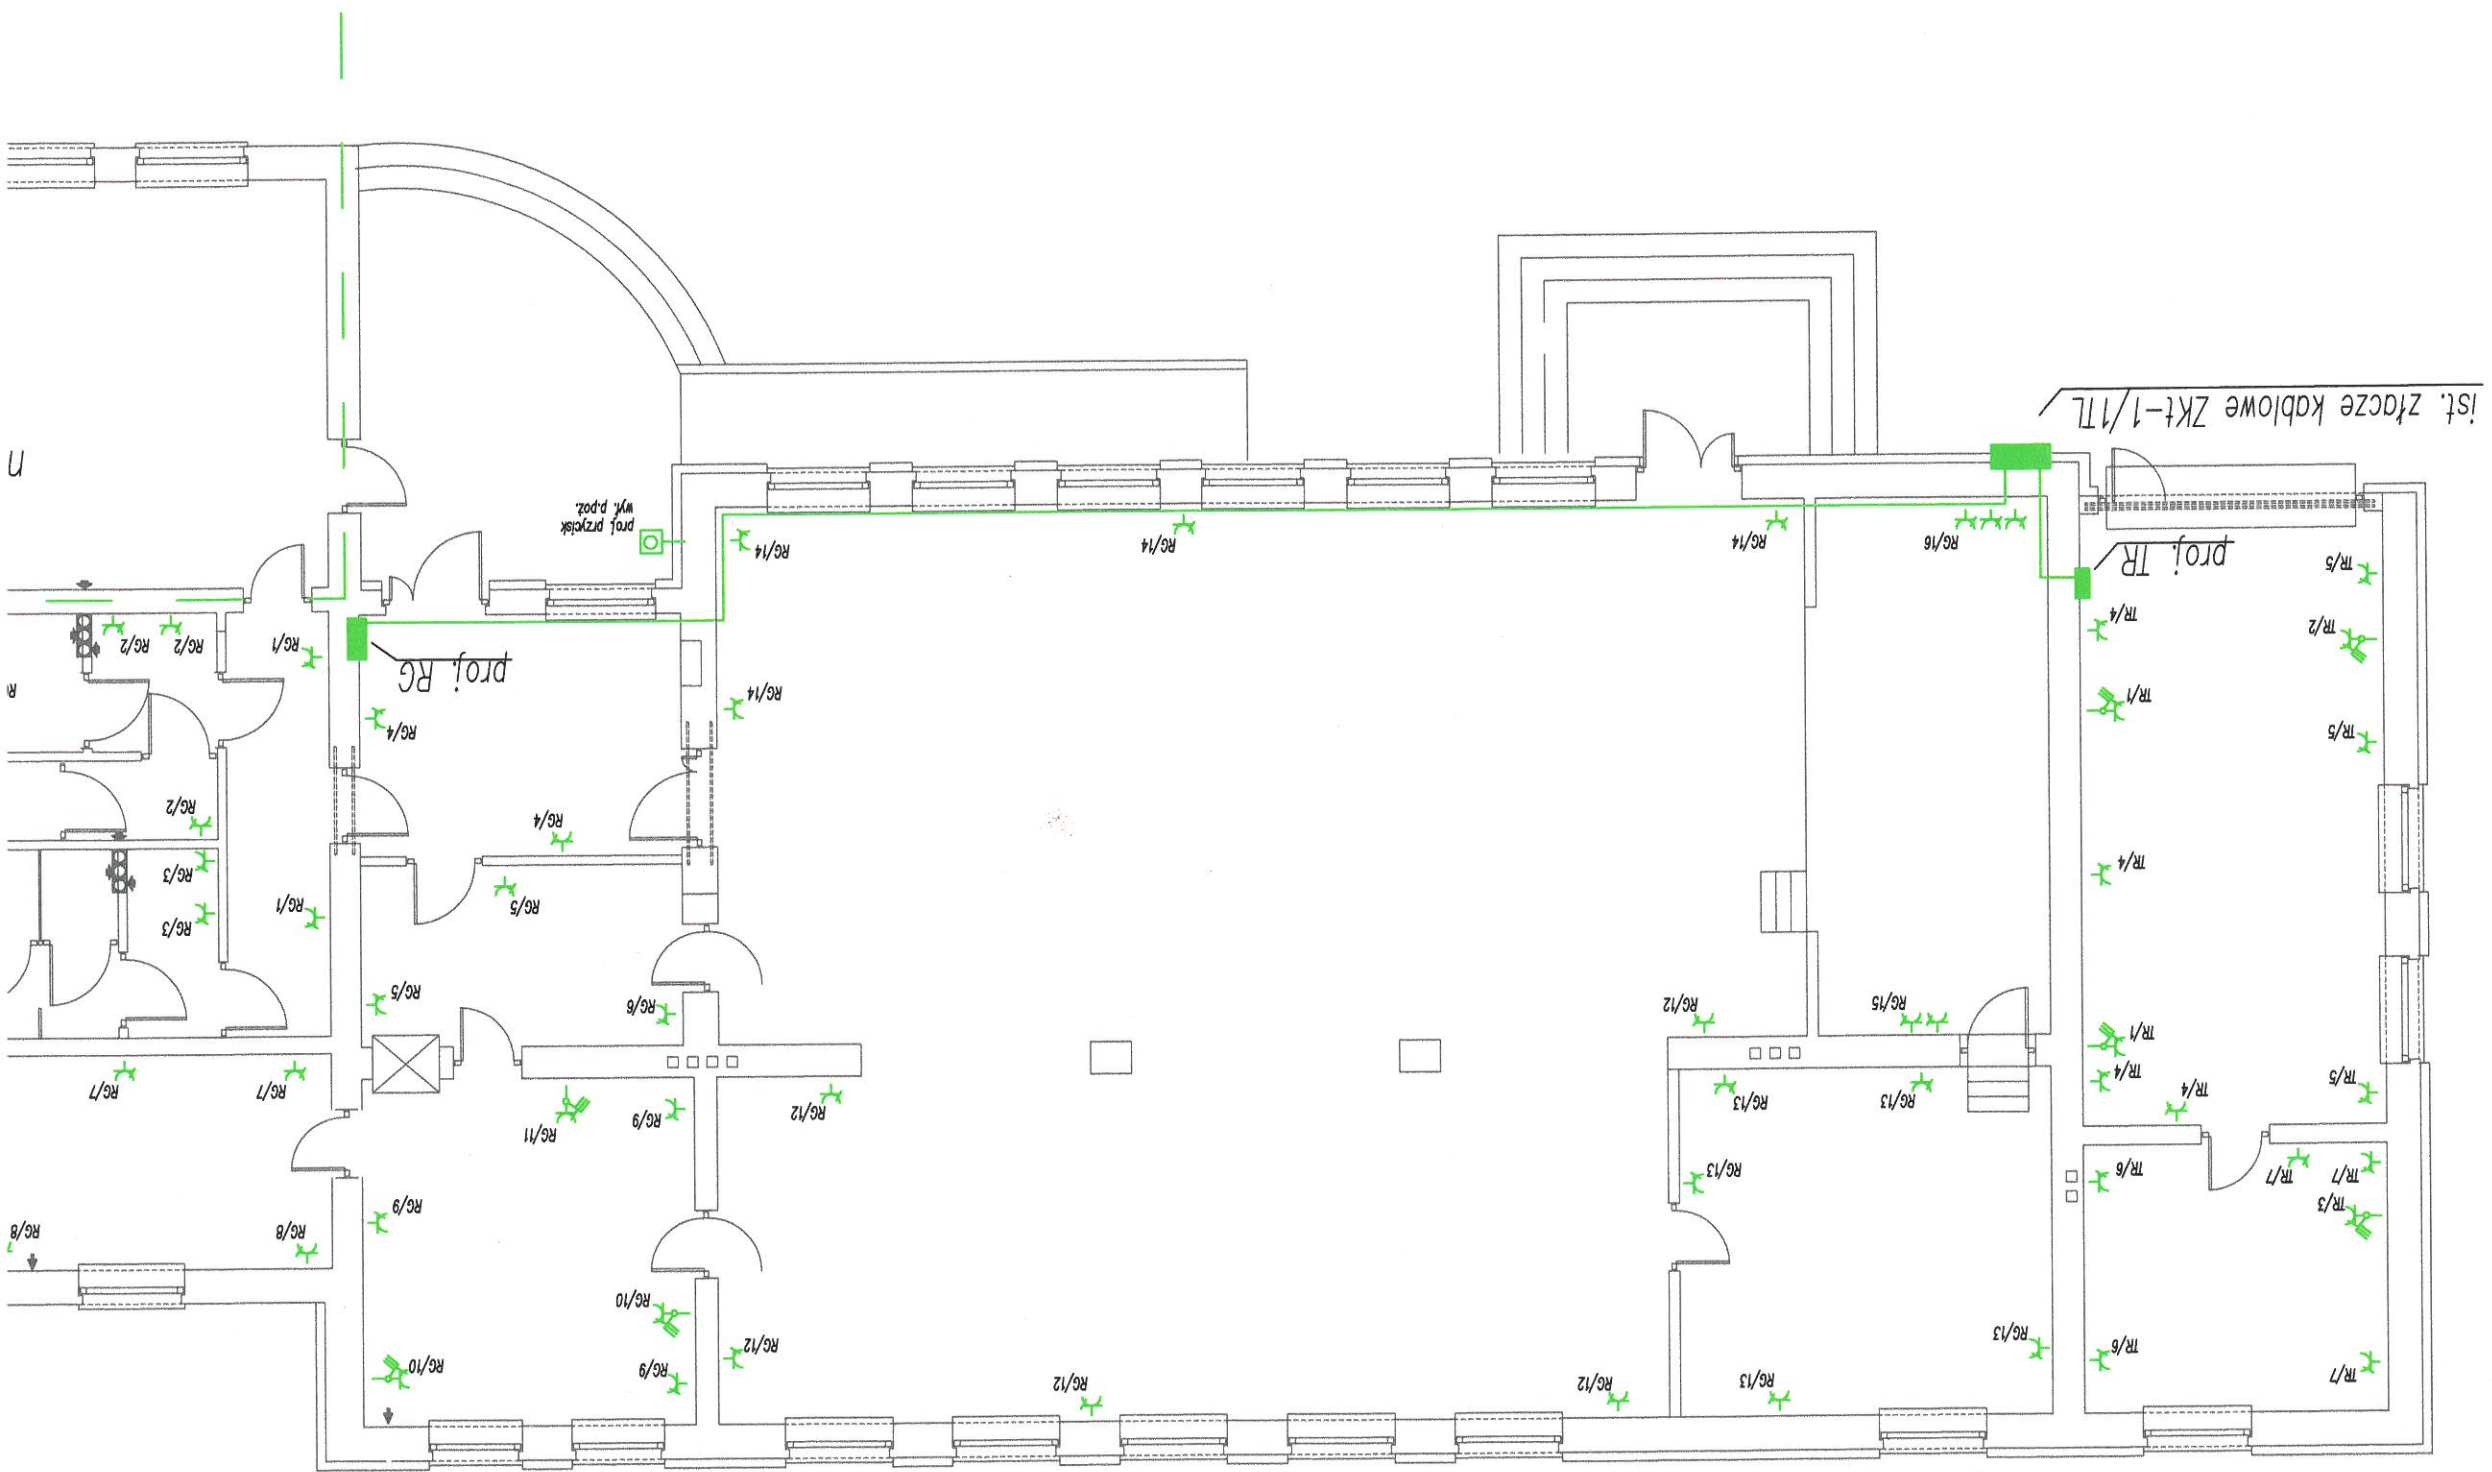 TR/7
RG/13
RG/12
RG/12
RG/9
RG/10
TR/6
RG/12
RG/13
RG/10
RG/8
RG/8
TR/3
RG/9
TR/7
TR/7
TR/6
RG/13
RG/11
RG/9
RG/12
RG/13
RG/13
RG/7
RG/7
TR/4
TR/5
TR/4
TR/1
RG/6
RG/15
RG/12
RG/5
RG/3
RG/5
RG/1
RG/3
TR/4
RG/4
RG/2
TR/5
RG/4
TR/1
RG/14
proj. RG
RG/1
RG/2
RG/2
TR/2
TR/4
TR/5
proj. TR
RG/14
RG/16
RG/14
RG/14
proj. przycisk
wył. p.poż.
n
ist. złacze kablowe ZKt-1/1TL